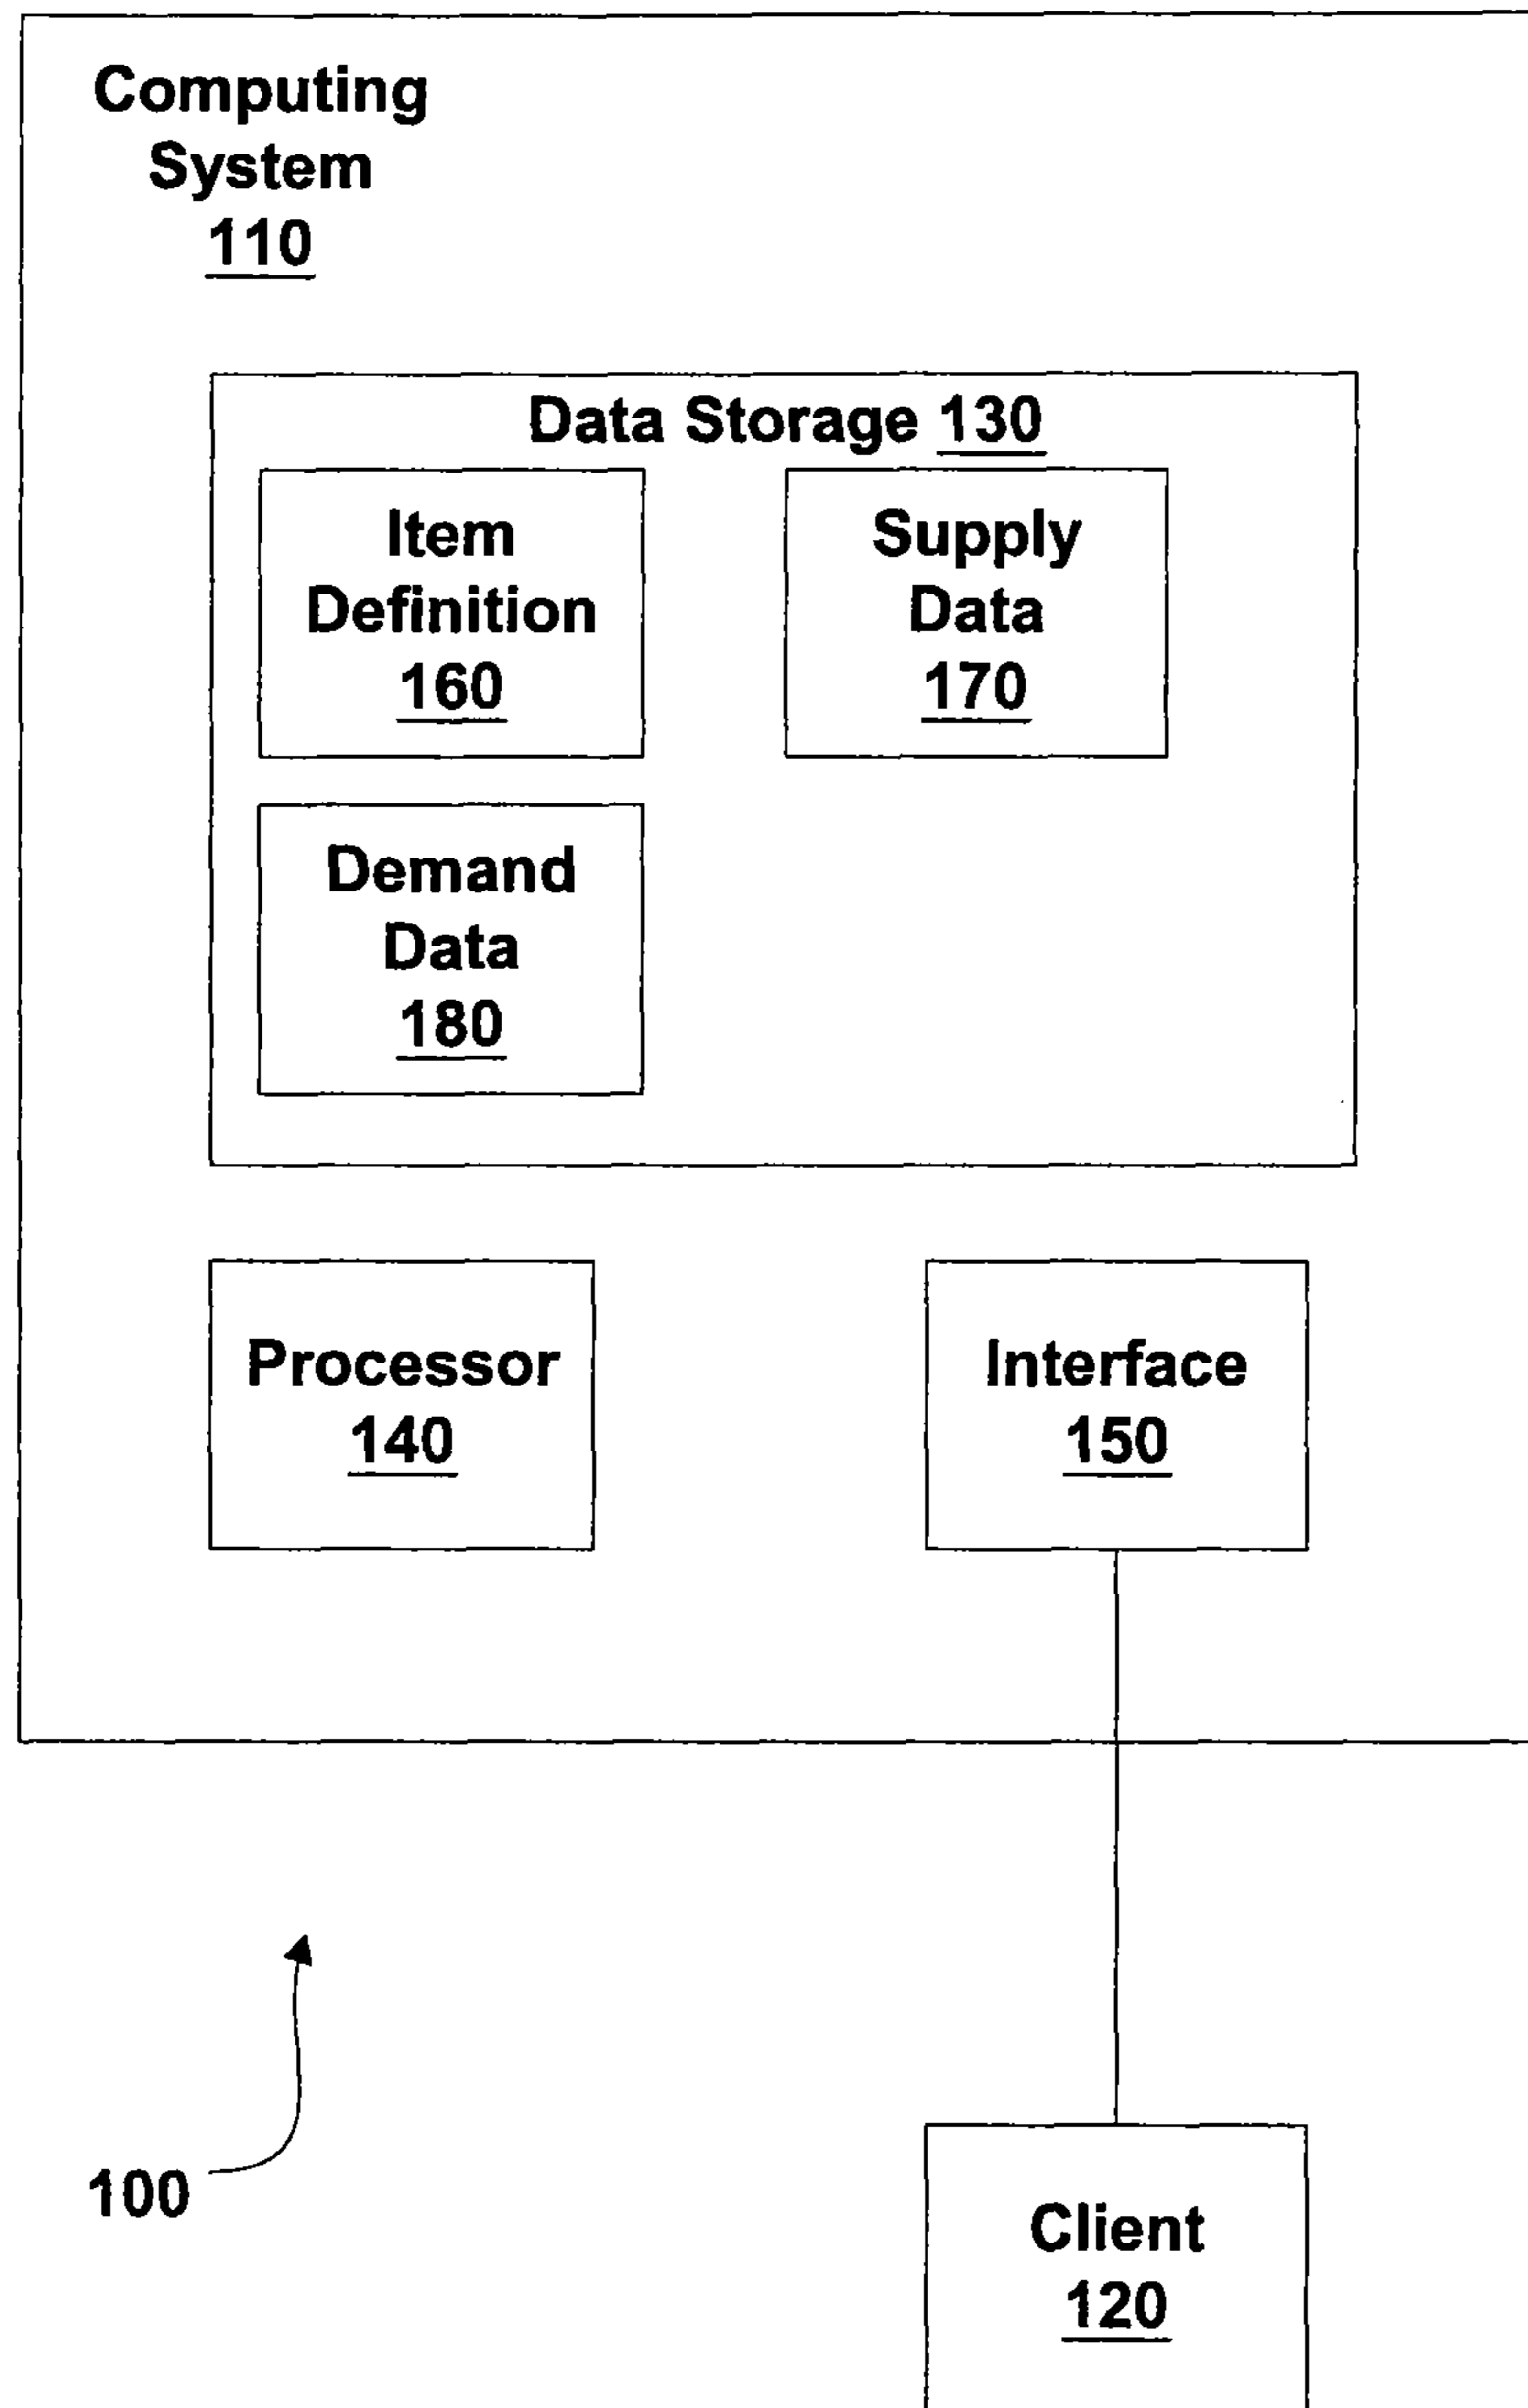 Computing
System
110
Data Storage 130
Item
Definition
160
Supply
Data
170
Demand
Data
180
Processor
140
Interface
150
100
Client
120